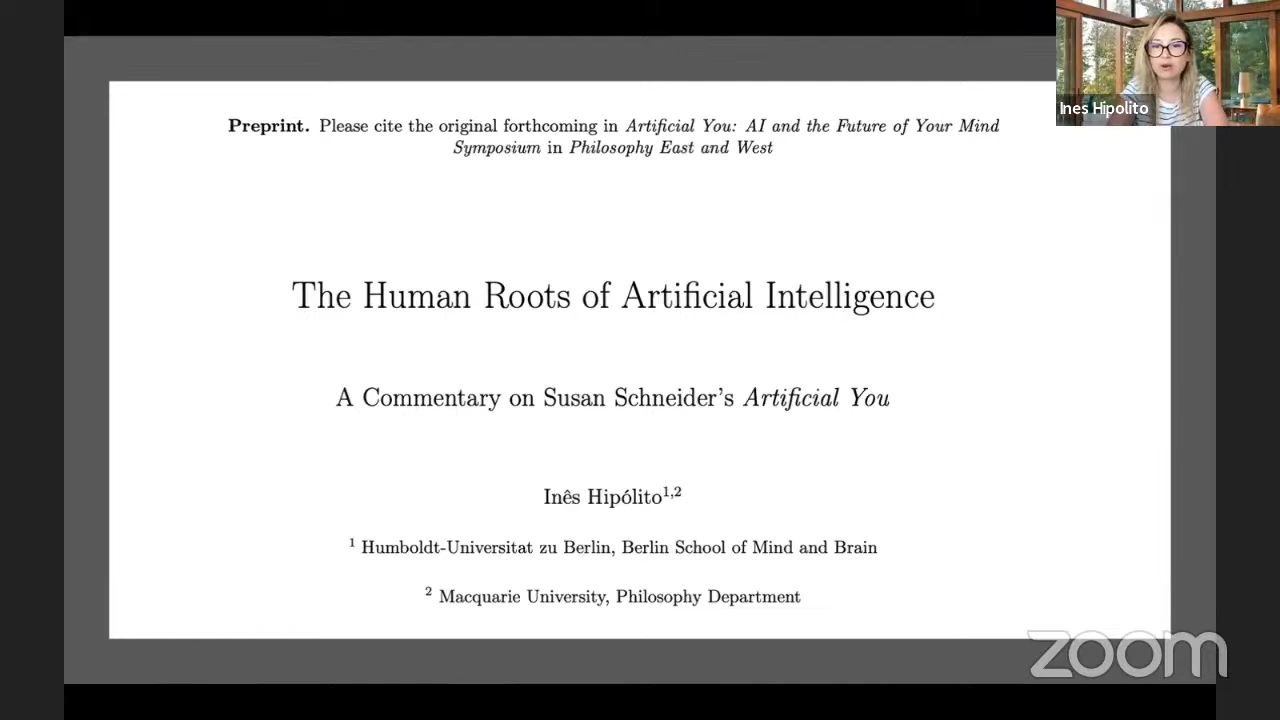 Preprint. Please cite the original forthcoming in Artificial You: AI and the Future of Your Mind
Symposium in Philosophy East and West
Ines Hipolito
The Human Roots of Artificial Intelligence
A Commentary on Susan Schneider's Artificial You
Inês Hipólito1,2
1 Humboldt-Universitat zu Berlin, Berlin School of Mind and Brain
2 Macquarie University, Philosophy Department
zoom